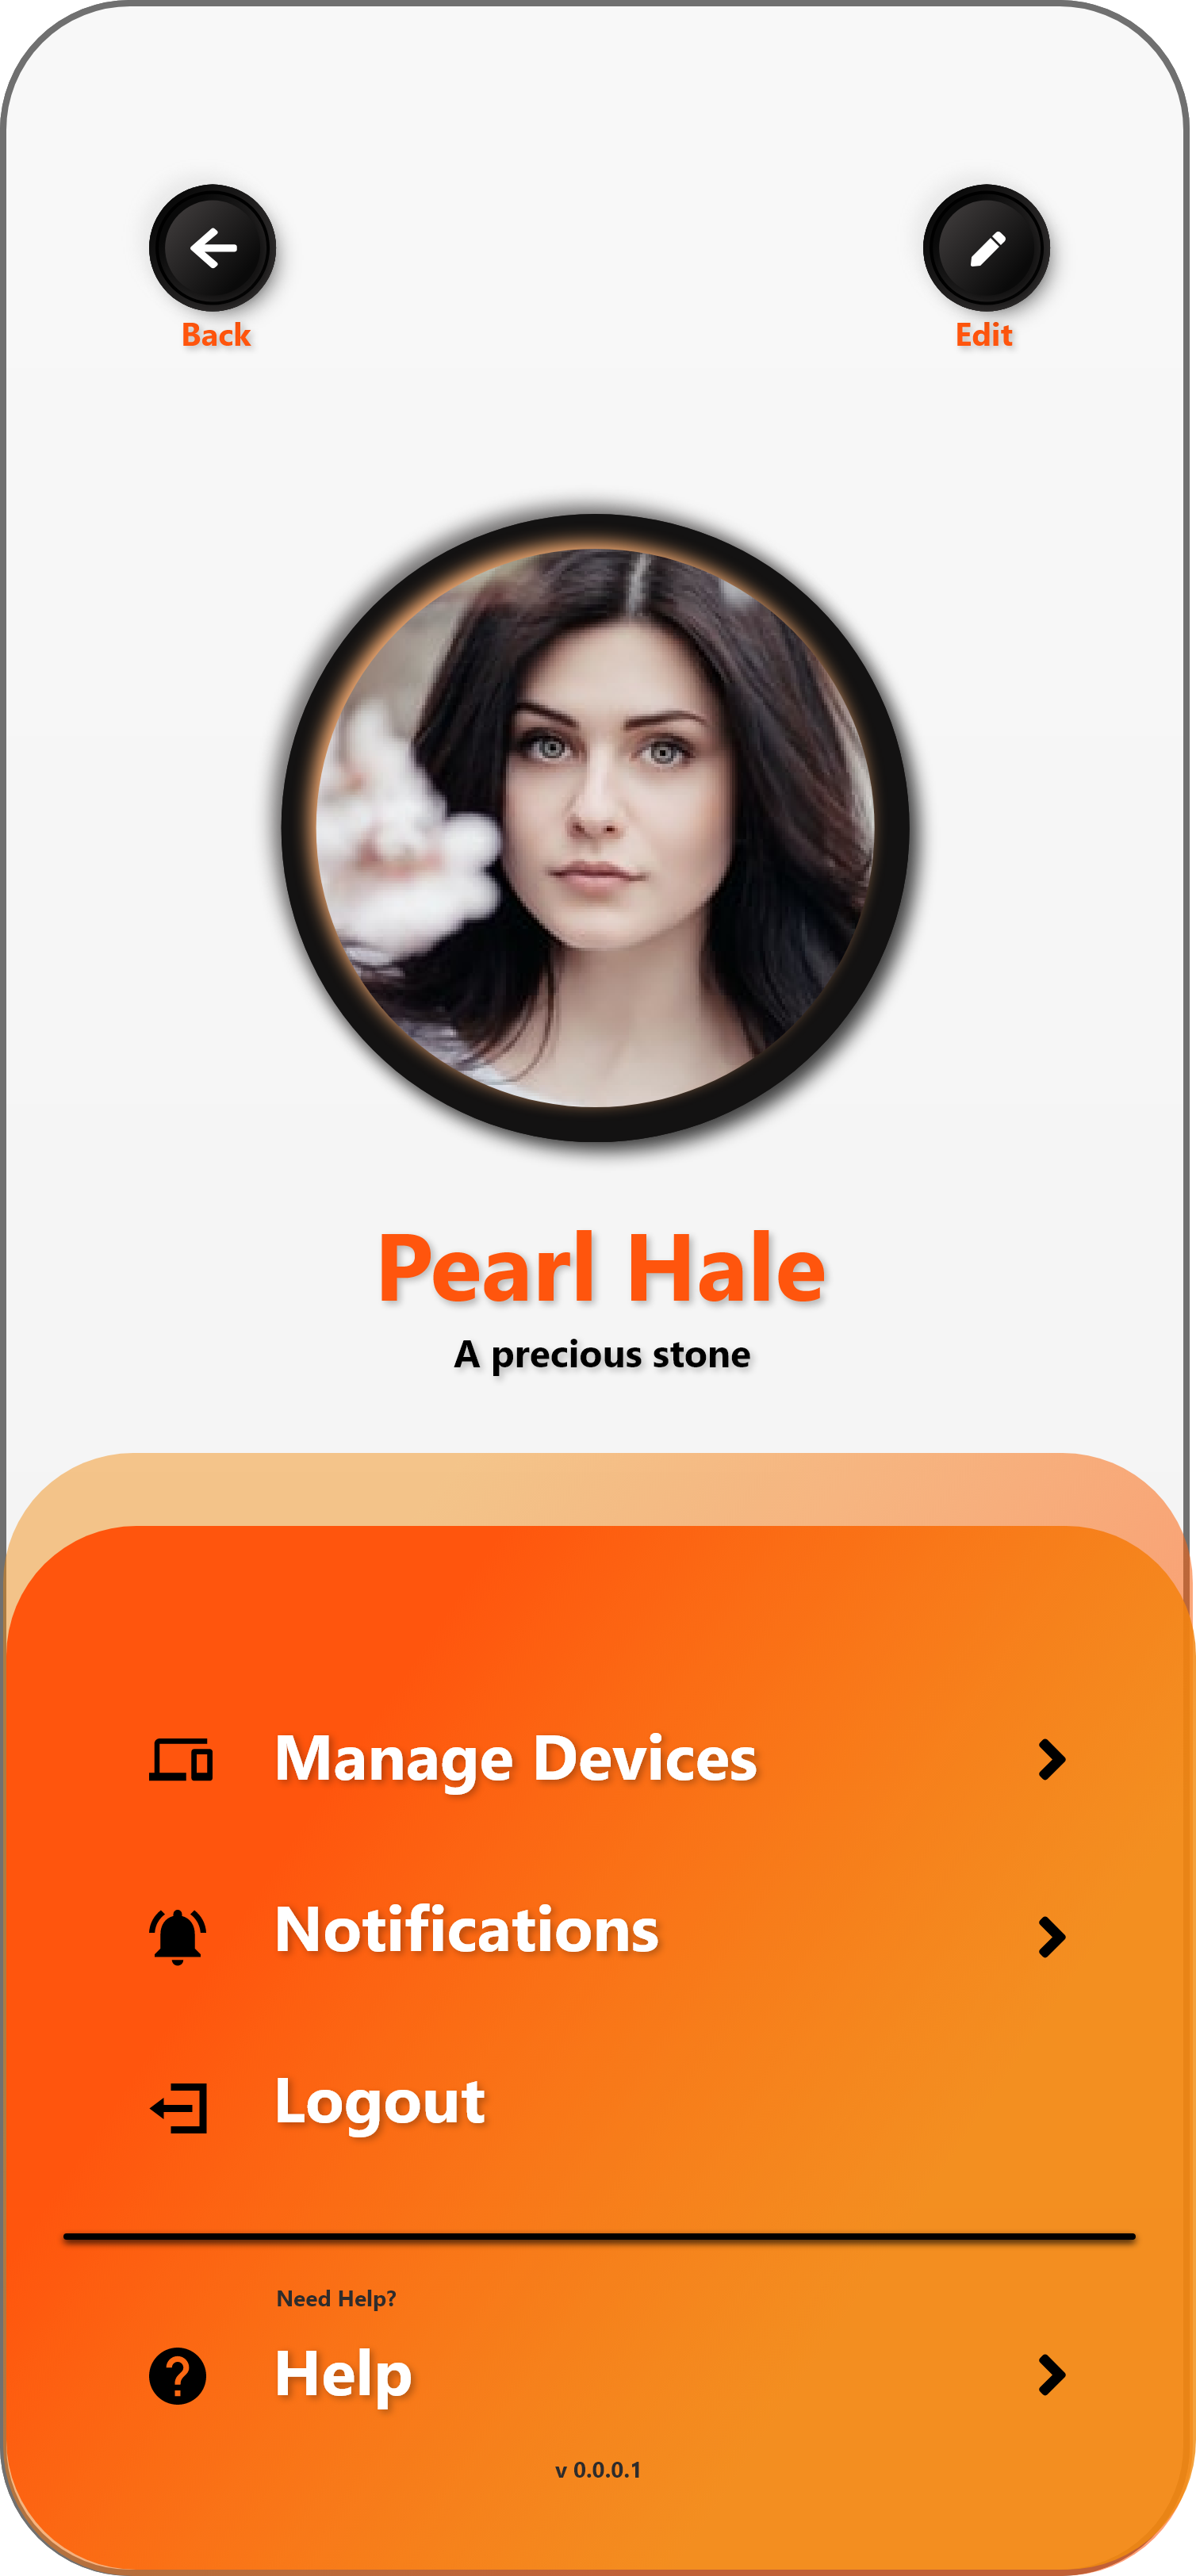 Back
Edit
Pearl Hale
A precious stone
Manage Devices
Notifications
Logout
Need Help?
Help
v 0.0.0.1